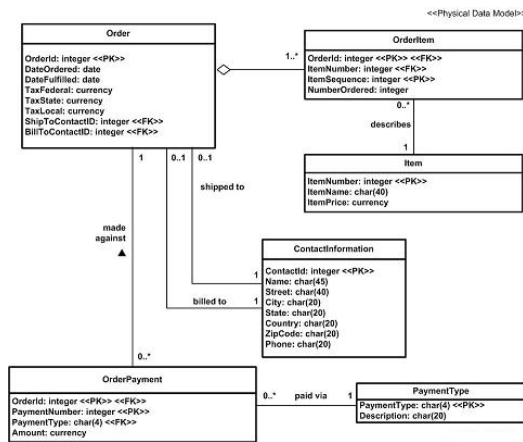 <<Physical Data Model>>
Order
OrderId: integer <<PK>>
DateOrdered: date
DateFulfilled: date
TaxFederal: currency
TaxState: currency
TaxLocal: currency
ShipToContactID: integer <<FK>>
BillToContactID: integer <<FK>>
1..*
OrderItem
OrderId: integer <<PK>> <<FK>>
ItemNumber: integer <<FK>>
ItemSequence: integer <<PK>>
NumberOrdered: integer
0..*
describes
1
Item
ItemNumber: integer <<PK>>
ItemName: char(40)
ItemPrice: currency
1
0..1
0..1
shipped to
made
against
billed to
1
1
ContactInformation
ContactId: integer <<PK>>
Name: char(45)
Street: char(40)
City: char(20)
State: char(20)
Country: char(20)
ZipCode: char(20)
Phone: char(20)
0..*
OrderPayment
OrderId: integer <<PK>> <<FK>>
PaymentNumber: integer <<PK>>
PaymentType: char(4) <<FK>>
Amount: currency
0..*
paid via
1
PaymentType
PaymentType: char(4) <<PK>>
Description: char(20)